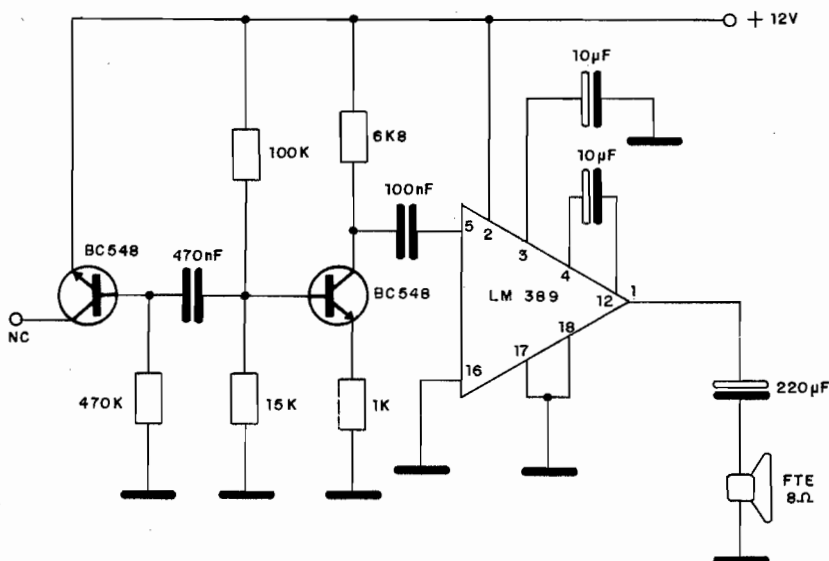 + 12V
10µF
6K8
100K
10µF
100nF
BC548
470nF
5
2
3
4
BC548
LM 389
12
1
NC
18
17
16
470K
15K
1K
220µF
FTE
8Ω